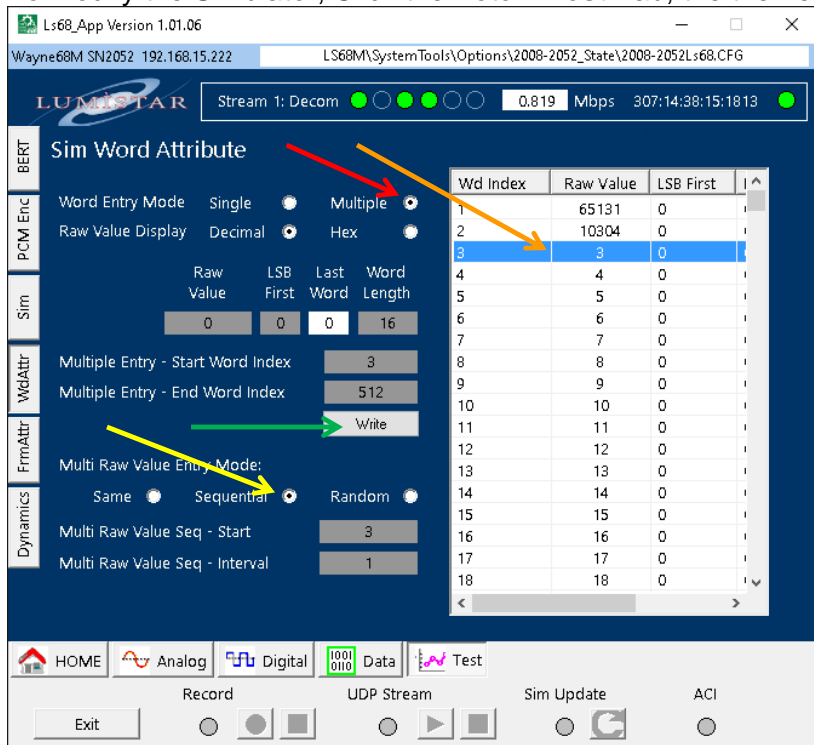 Ls68_App Version 1.01.06
Wayne68M SN2052 192.168.15.222 LS68M\SystemTools\Options\2008-2052_State\2008-2052Ls68.CFG
LUMISTAR Stream 1: Decom 0.819 Mbps 307:14:38:15:1813
BERT
PCM Enc
Sim
WdAttr
FrmAttr
Dynamics
Sim Word Attribute
Word Entry Mode Single Multiple
Raw Value Display Decimal Hex
Raw LSB Last Word
Value First Word Length
0 0 0 16
Multiple Entry - Start Word Index 3
Multiple Entry - End Word Index 512
Write
Multi Raw Value Entry Mode:
Same Sequential Random
Multi Raw Value Seq - Start 3
Multi Raw Value Seq - Interval 1
Wd Index Raw Value LSB First
1 65131 0
2 10304 0
3 3 0
4 4 0
5 5 0
6 6 0
7 7 0
8 8 0
9 9 0
10 10 0
11 11 0
12 12 0
13 13 0
14 14 0
15 15 0
16 16 0
17 17 0
18 18 0
HOME Analog Digital 1001 0110 Data Test
Record UDP Stream Sim Update ACI
Exit